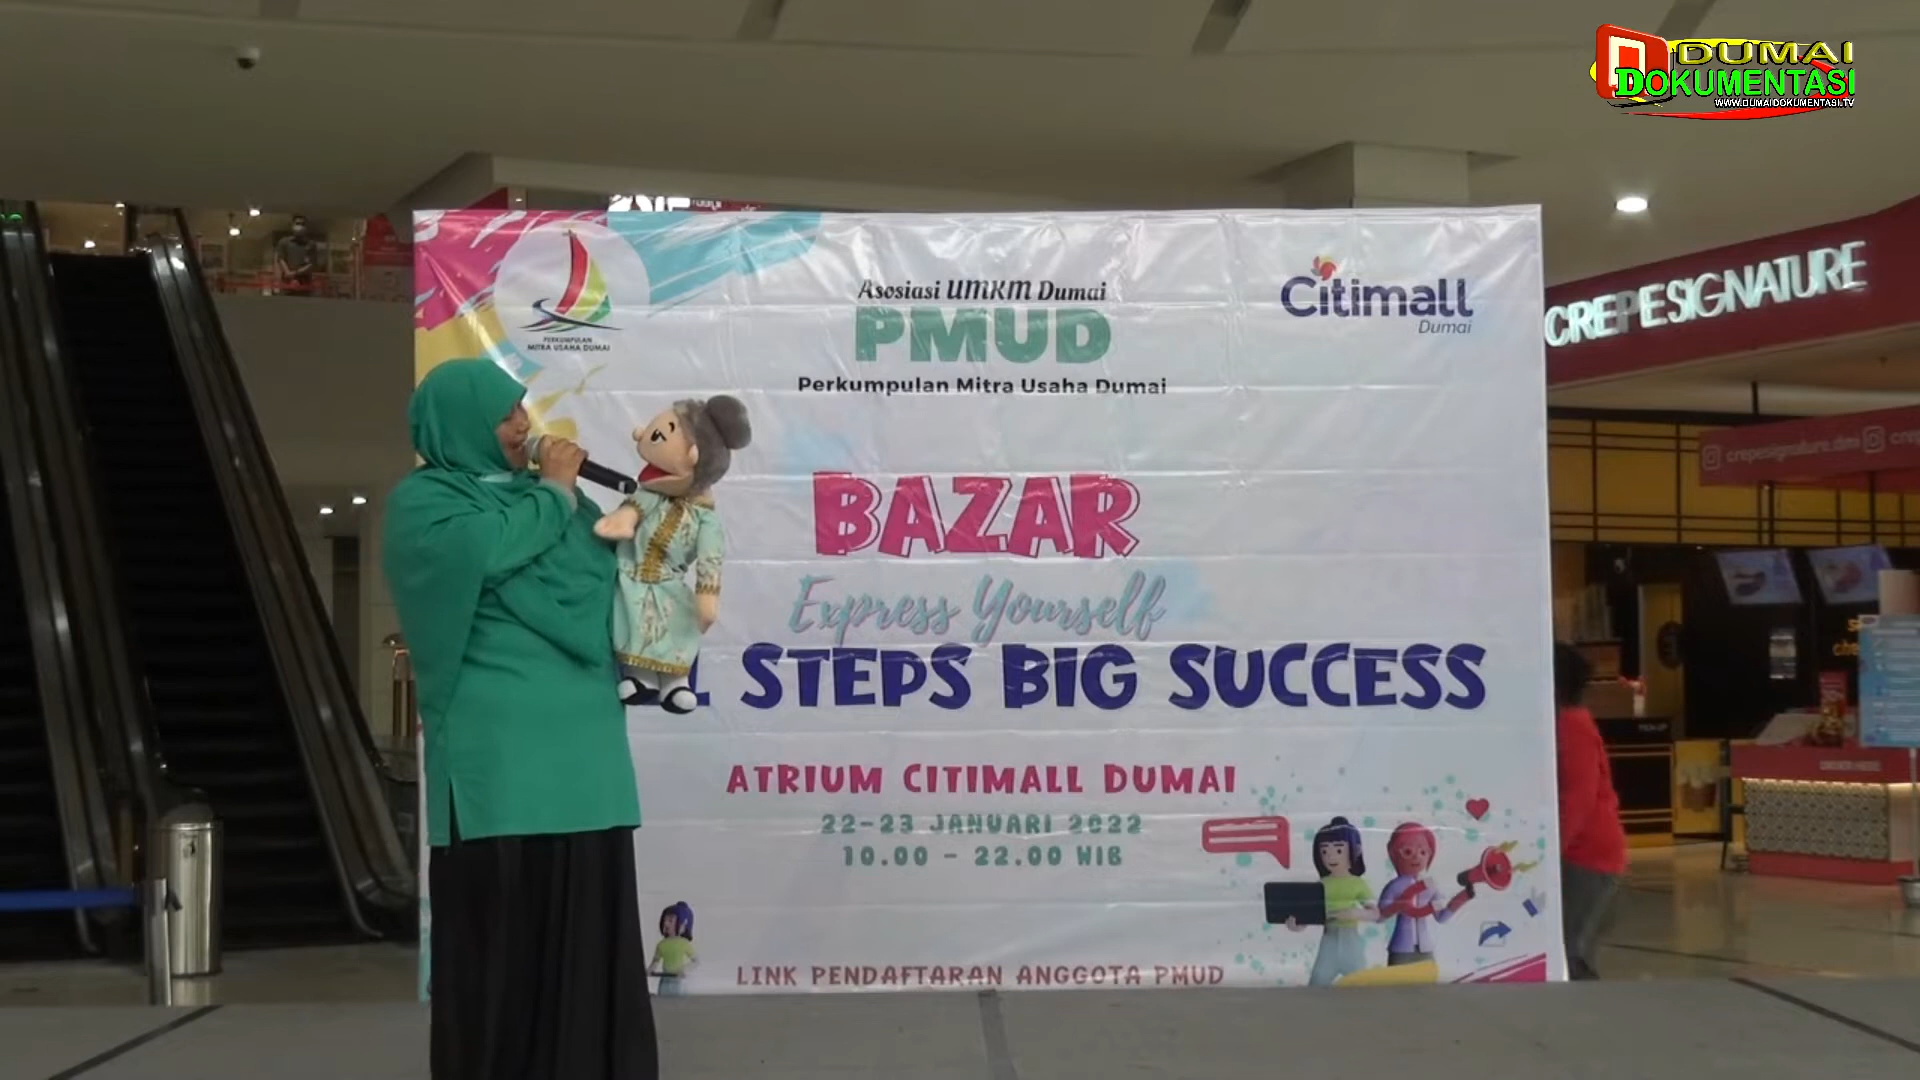 DUMAI
DOKUMENTASI
WWW.DUMAIDOKUMENTASI.TV
CREPE SIGNATURE
PERKUMPULAN
MITRA USAHA DUMAI
Asosiasi UMKM Dumai
PMUD
Perkumpulan Mitra Usaha Dumai
Citimall
Dumai
crepesignature.dmi
BAZAR
Express Yourself
L STEPS BIG SUCCESS
ATRIUM CITIMALL DUMAI
22-23 JANUARI 2022
10.00 - 22.00 WIB
LINK PENDAFTARAN ANGGOTA PMUD